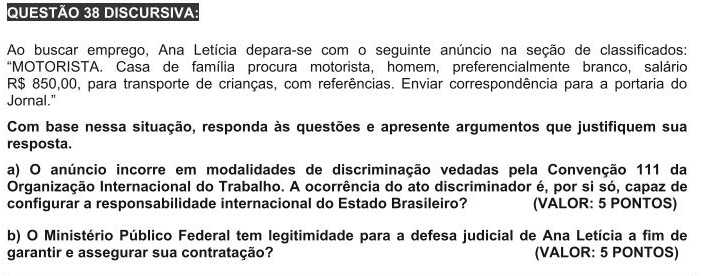 QUESTÃO 38 DISCURSIVA:
Ao buscar emprego, Ana Letícia depara-se com o seguinte anúncio na seção de classificados:
“MOTORISTA. Casa de família procura motorista, homem, preferencialmente branco, salário
R$ 850,00, para transporte de crianças, com referências. Enviar correspondência para a portaria do
Jornal.”
Com base nessa situação, responda às questões e apresente argumentos que justifiquem sua
resposta.
a) O anúncio incorre em modalidades de discriminação vedadas pela Convenção 111 da
Organização Internacional do Trabalho. A ocorrência do ato discriminador é, por si só, capaz de
configurar a responsabilidade internacional do Estado Brasileiro? (VALOR: 5 PONTOS)
b) O Ministério Público Federal tem legitimidade para a defesa judicial de Ana Letícia a fim de
garantir e assegurar sua contratação? (VALOR: 5 PONTOS)